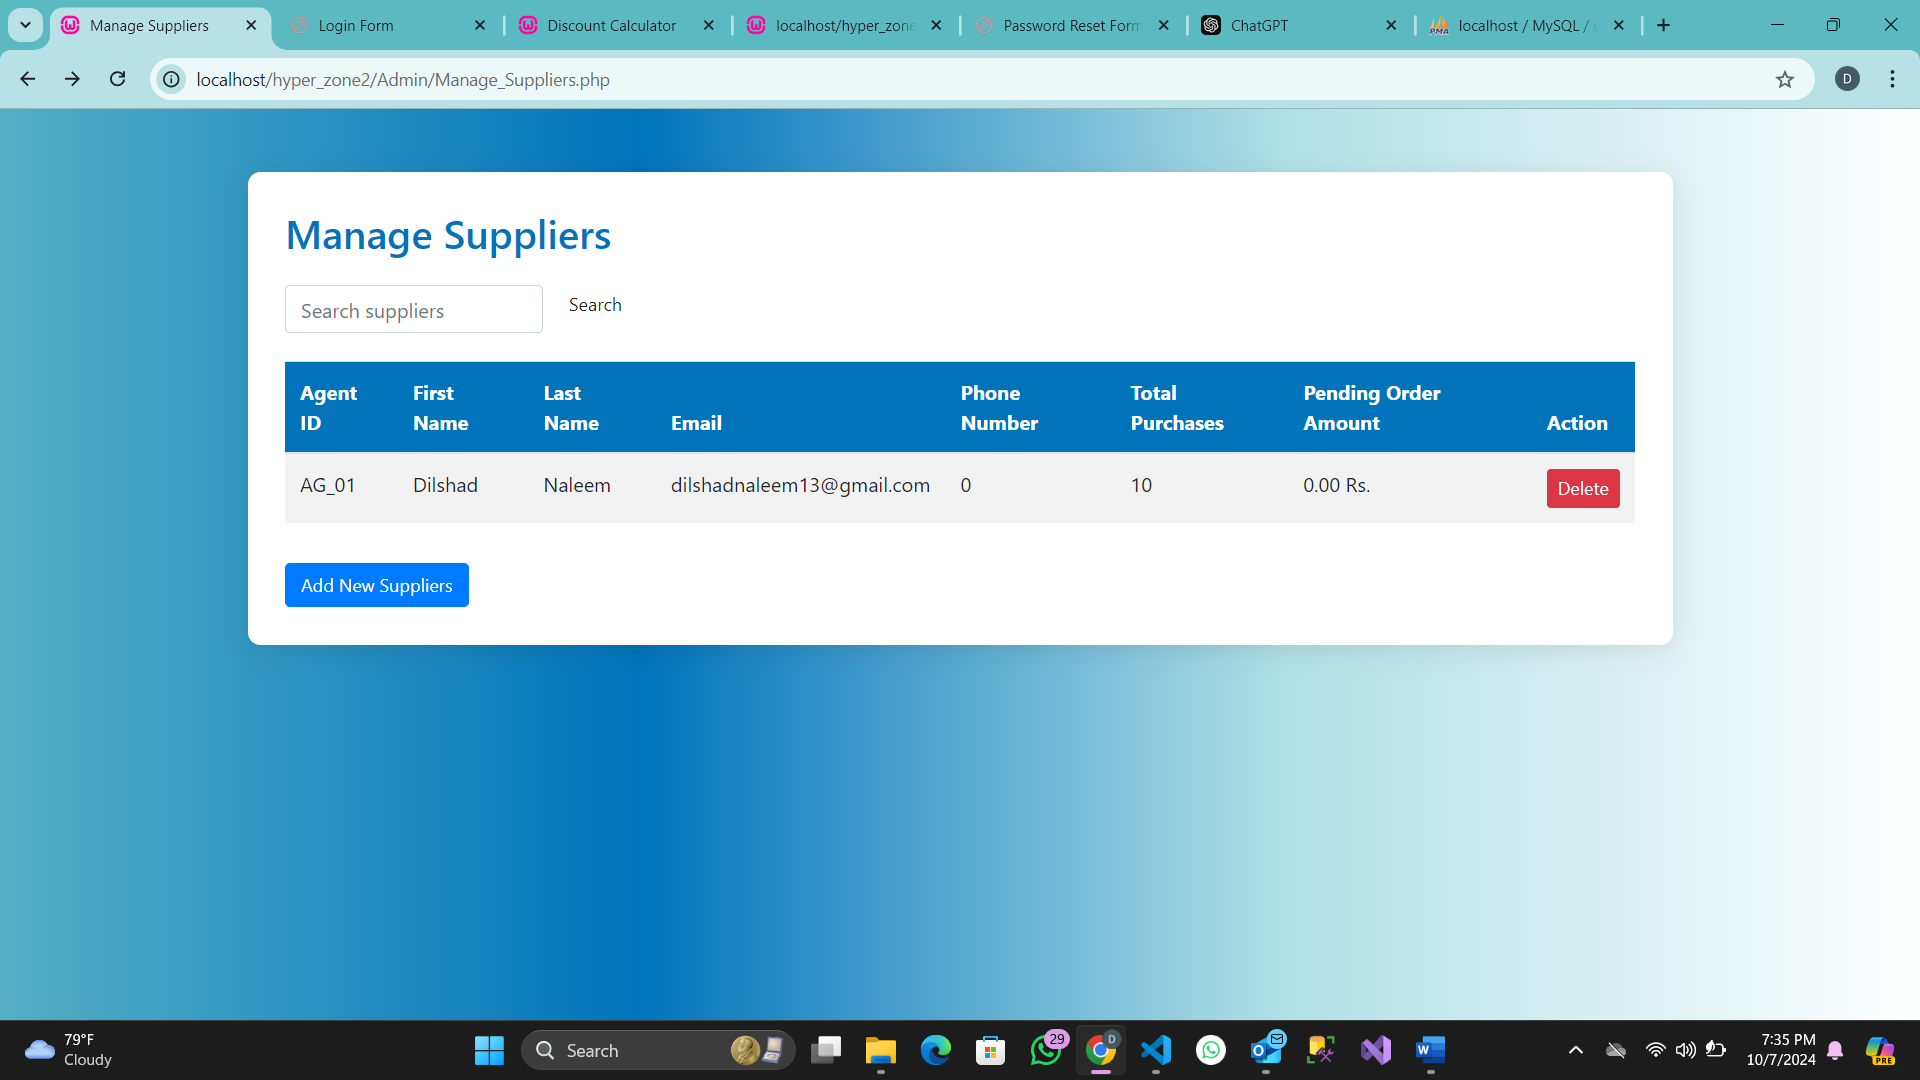 Manage Suppliers
Login Form
Discount Calculator
localhost/hyper_zone
Password Reset Form
ChatGPT
localhost / MySQL /
localhost/hyper_zone2/Admin/Manage_Suppliers.php
D
Manage Suppliers
Search suppliers
Search
Agent ID
First Name
Last Name
Email
Phone Number
Total Purchases
Pending Order Amount
Action
AG_01
Dilshad
Naleem
dilshadnaleem13@gmail.com
0
10
0.00 Rs.
Delete
Add New Suppliers
79°F
Cloudy
Search
29
D
7:35 PM
10/7/2024
PRE